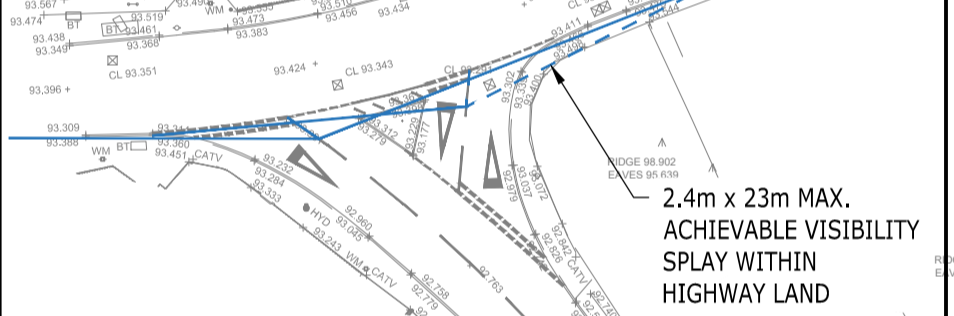 93.567
93.474
BT
93.519
WM
93.473
93.510
93.456
93.434
BT
93.461
93.438
93.349
93.368
93.383
93.411
CL 93.351
93.424
CL 93.343
93.396
93.302
93.400
93.312
93.279
93.229
93.177
93.309
93.388
WM
BT
93.360
93.451
CATV
93.232
93.284
93.333
92.979
93.037
93.072
RIDGE 98.902
EAVES 95.639
HYD
92.960
93.045
93.243
WM
CATV
92.842
CATV
92.826
92.763
92.758
92.779
2.4m x 23m MAX.
ACHIEVABLE VISIBILITY
SPLAY WITHIN
HIGHWAY LAND